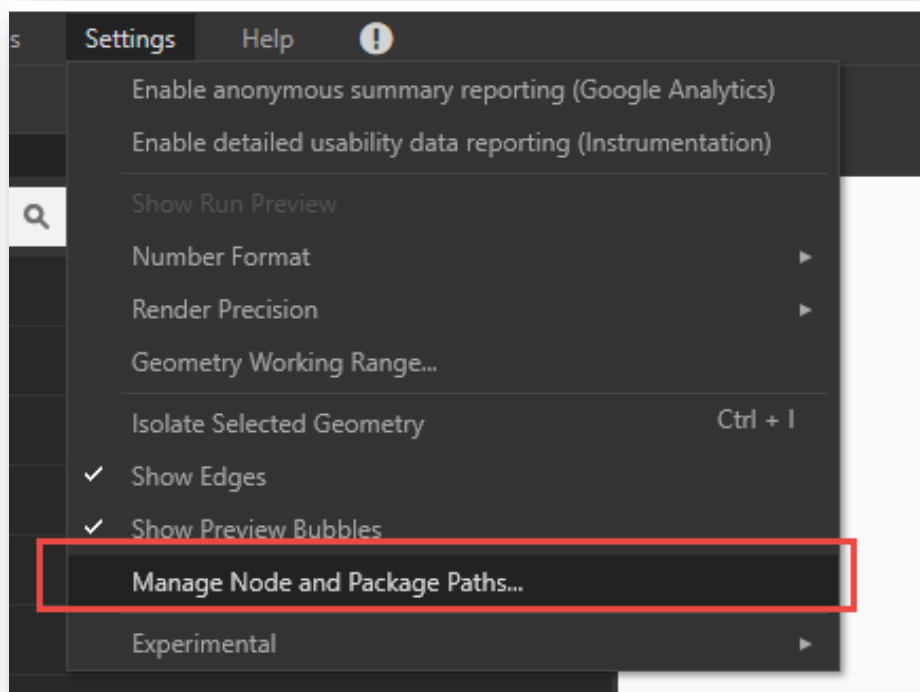 s Settings Help
Enable anonymous summary reporting (Google Analytics)
Enable detailed usability data reporting (Instrumentation)
Show Run Preview
Number Format
Render Precision
Geometry Working Range...
Isolate Selected Geometry Ctrl + I
Show Edges
Show Preview Bubbles
Manage Node and Package Paths...
Experimental